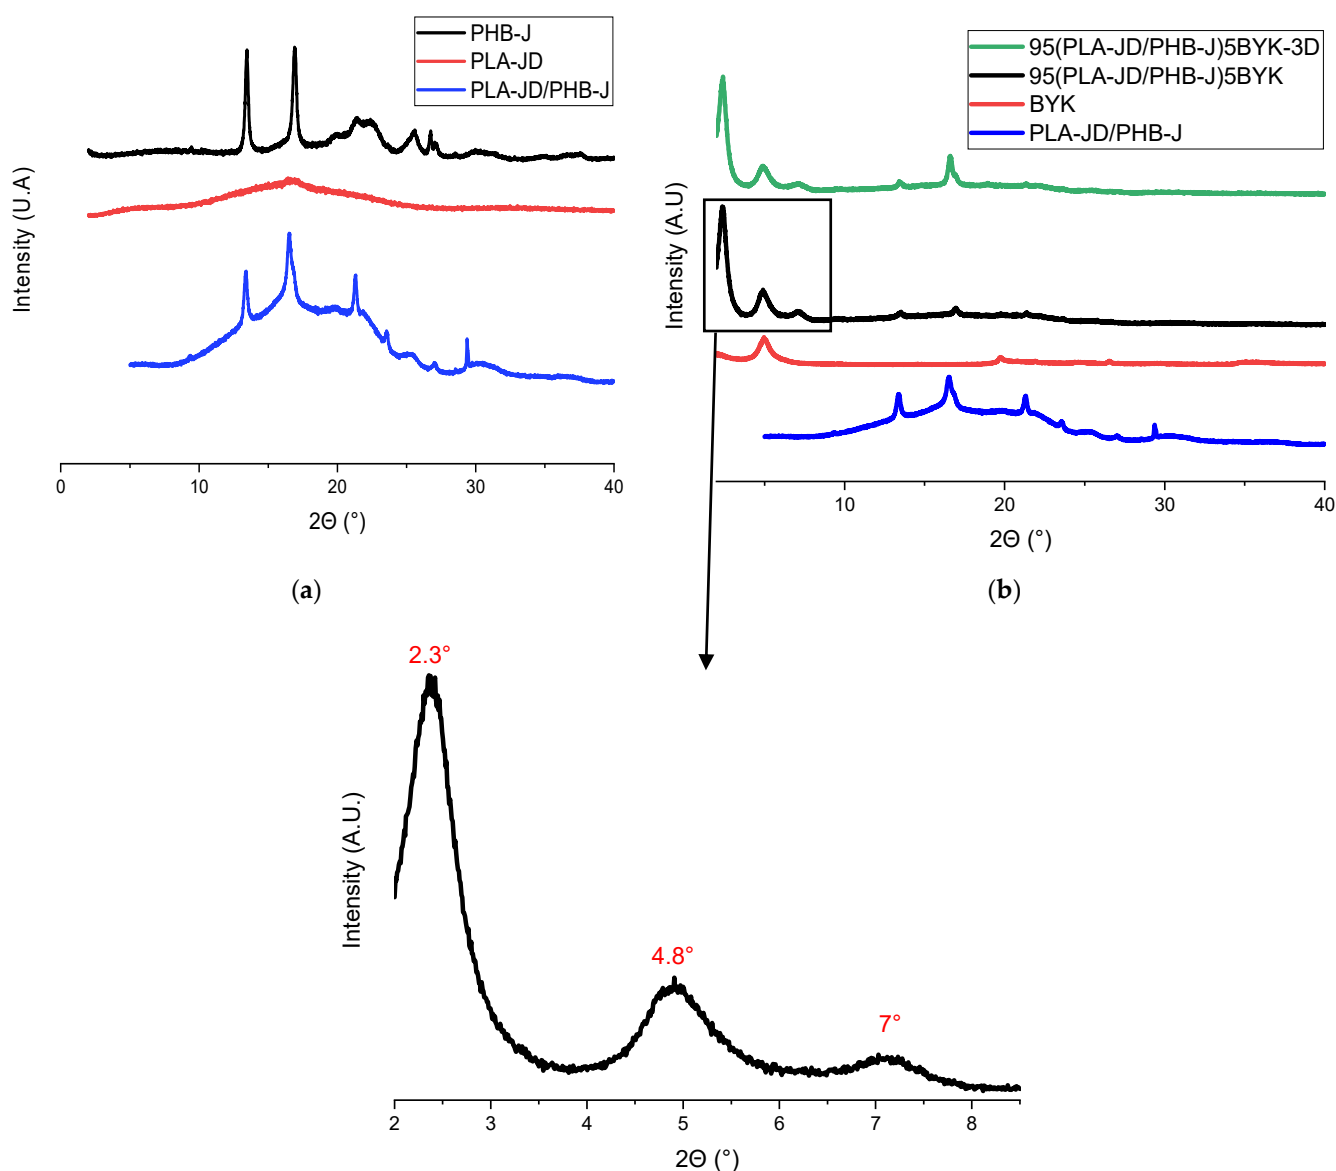 PHB-J
PLA-JD
PLA-JD/PHB-J
Intensity (U.A)
0 10 20 30 40
2Θ (°)
(a)
95(PLA-JD/PHB-J)5BYK-3D
95(PLA-JD/PHB-J)5BYK
BYK
PLA-JD/PHB-J
Intensity (A.U)
10 20 30 40
2Θ (°)
(b)
2.3°
4.8°
7°
Intensity (A.U.)
2 3 4 5 6 7 8
2Θ (°)